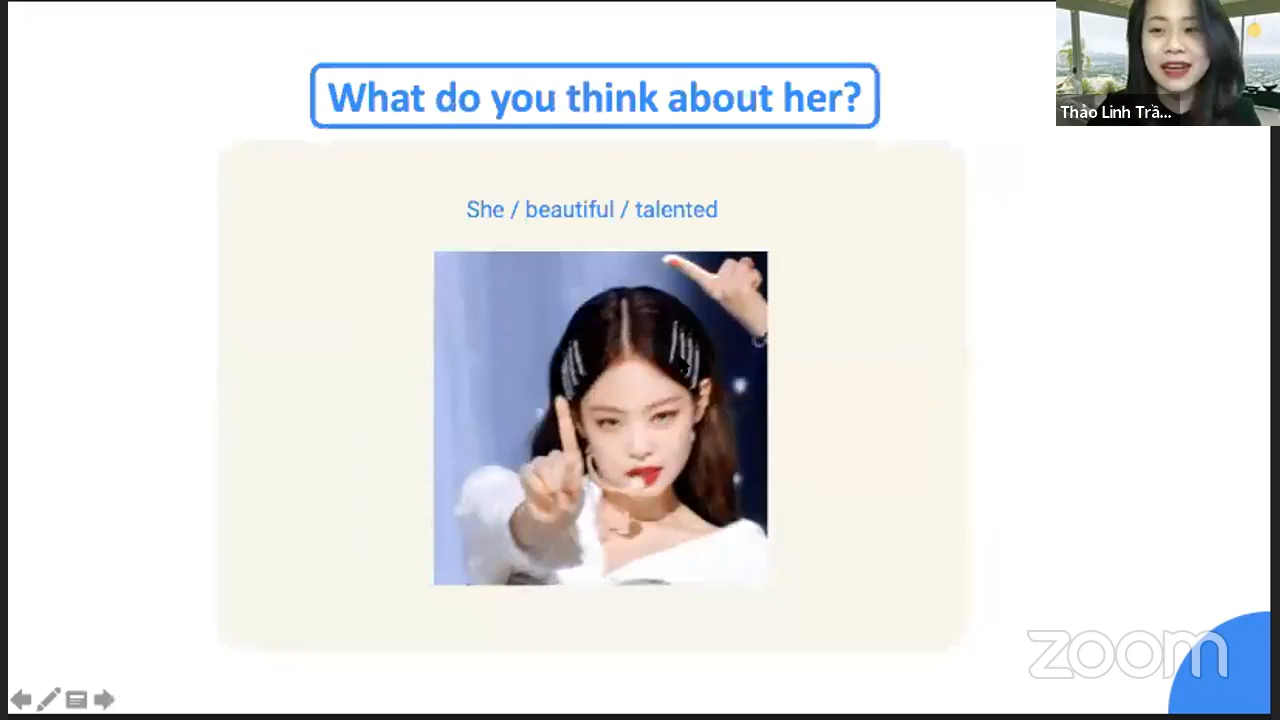 What do you think about her?
Thảo Linh Trầ...
She / beautiful / talented
zoom